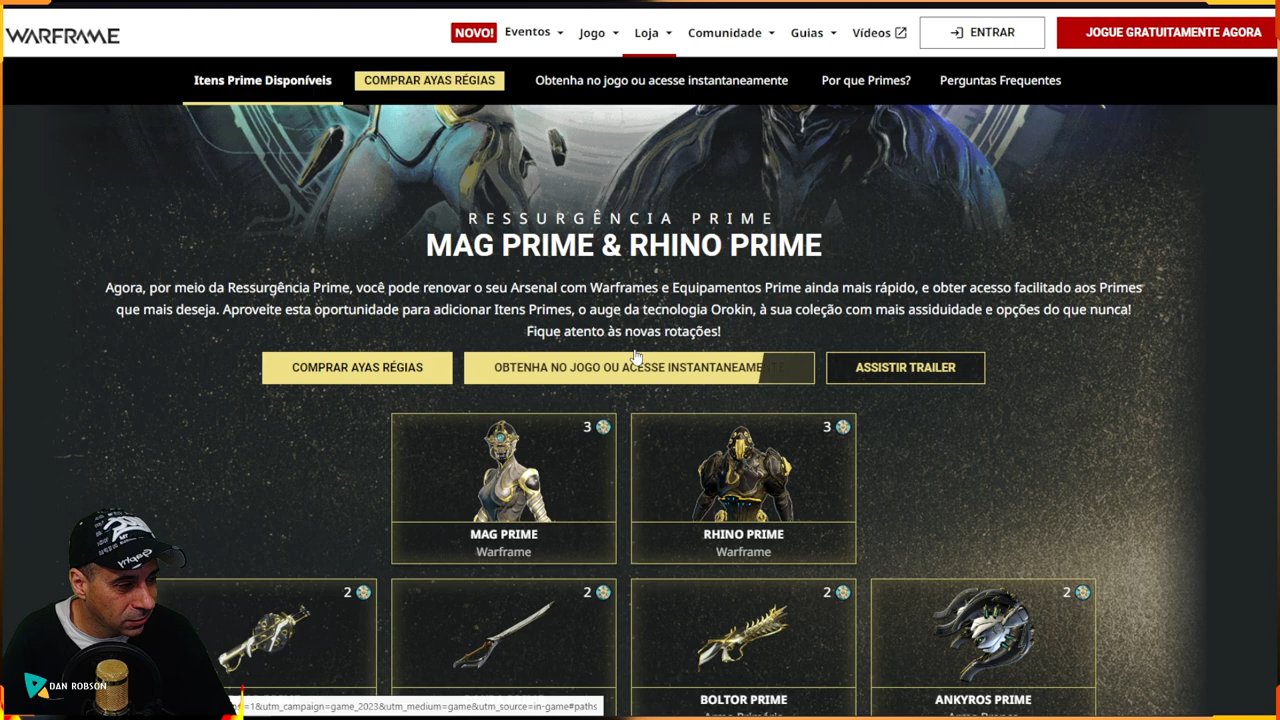 WARFRAME
NOVO! Eventos Jogo Loja Comunidade Guias Vídeos ENTRAR JOGUE GRATUITAMENTE AGORA
Itens Prime Disponíveis COMPRAR AYAS RÉGIAS Obtenha no jogo ou acesse instantaneamente Por que Primes? Perguntas Frequentes
RESSURGÊNCIA PRIME
MAG PRIME & RHINO PRIME
Agora, por meio da Ressurgência Prime, você pode renovar o seu Arsenal com Warframes e Equipamentos Prime ainda mais rápido, e obter acesso facilitado aos Primes
que mais deseja. Aproveite esta oportunidade para adicionar Itens Primes, o auge da tecnologia Orokin, à sua coleção com mais assiduidade e opções do que nunca!
Fique atento às novas rotações!
COMPRAR AYAS RÉGIAS OBTENHA NO JOGO OU ACESSE INSTANTANEAMENTE ASSISTIR TRAILER
3 3
MAG PRIME RHINO PRIME
Warframe Warframe
2 2 2 2
BOLTOR PRIME ANKYROS PRIME
DAN ROBSON
=1&utm_campaign=game_2023&utm_medium=game&utm_source=in-game#paths